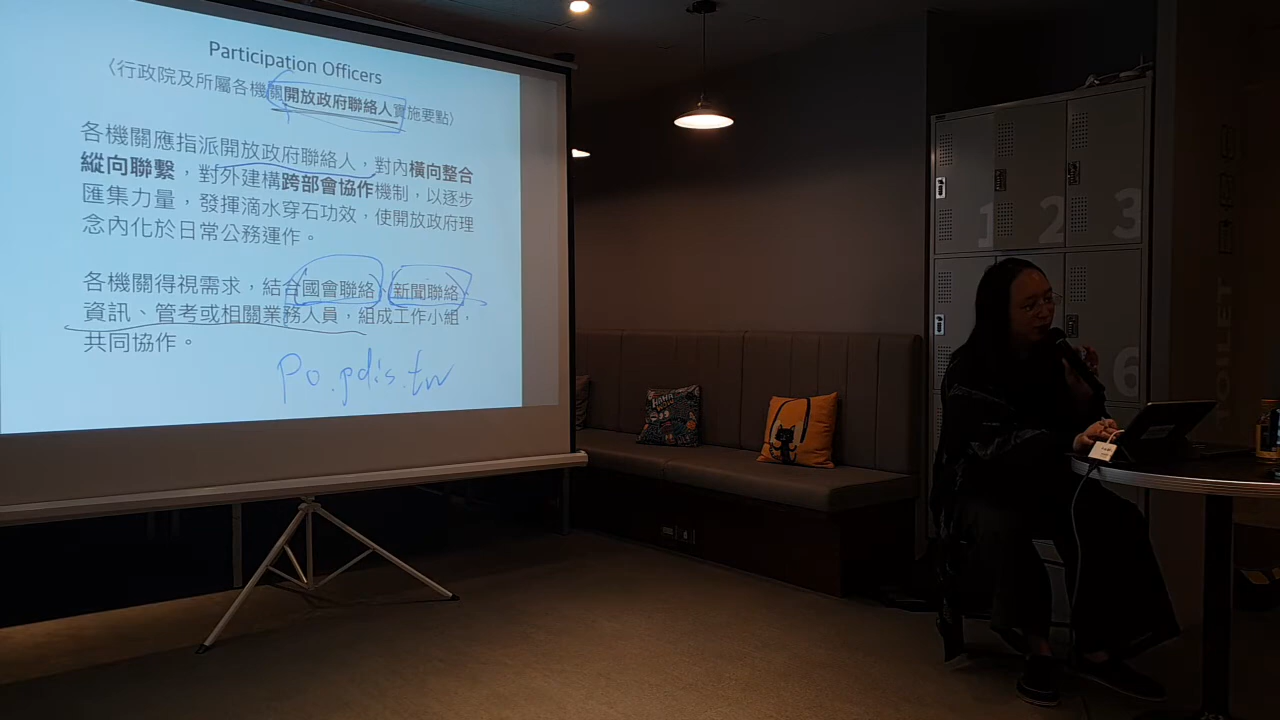 Participation Officers
〈行政院及所屬各機關開放政府聯絡人實施要點〉
各機關應指派開放政府聯絡人，對內橫向整合
縱向聯繫，對外建構跨部會協作機制，以逐步
匯集力量，發揮滴水穿石功效，使開放政府理
念內化於日常公務運作。
各機關得視需求，結合國會聯絡、新聞聯絡、
資訊、管考或相關業務人員，組成工作小組，
共同協作。
po.pdis.tw
1 2 3
6
TOILET
HAHA